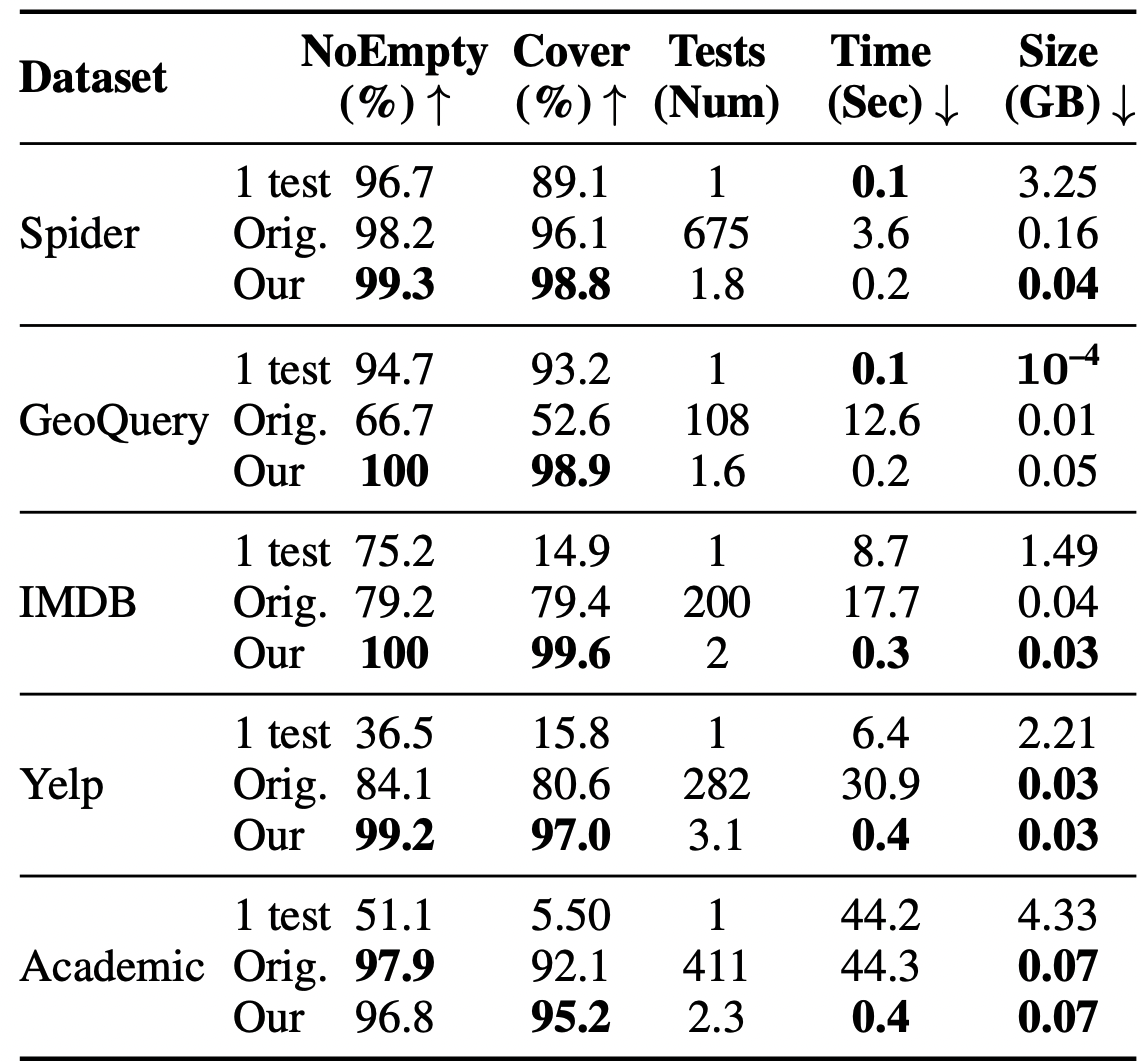 Dataset NoEmpty (%) ↑ Cover (%) ↑ Tests (Num) Time (Sec) ↓ Size (GB) ↓
1 test 96.7 89.1 1 0.1 3.25
Spider Orig. 98.2 96.1 675 3.6 0.16
Our 99.3 98.8 1.8 0.2 0.04
1 test 94.7 93.2 1 0.1 10⁻⁴
GeoQuery Orig. 66.7 52.6 108 12.6 0.01
Our 100 98.9 1.6 0.2 0.05
1 test 75.2 14.9 1 8.7 1.49
IMDB Orig. 79.2 79.4 200 17.7 0.04
Our 100 99.6 2 0.3 0.03
1 test 36.5 15.8 1 6.4 2.21
Yelp Orig. 84.1 80.6 282 30.9 0.03
Our 99.2 97.0 3.1 0.4 0.03
1 test 51.1 5.50 1 44.2 4.33
Academic Orig. 97.9 92.1 411 44.3 0.07
Our 96.8 95.2 2.3 0.4 0.07